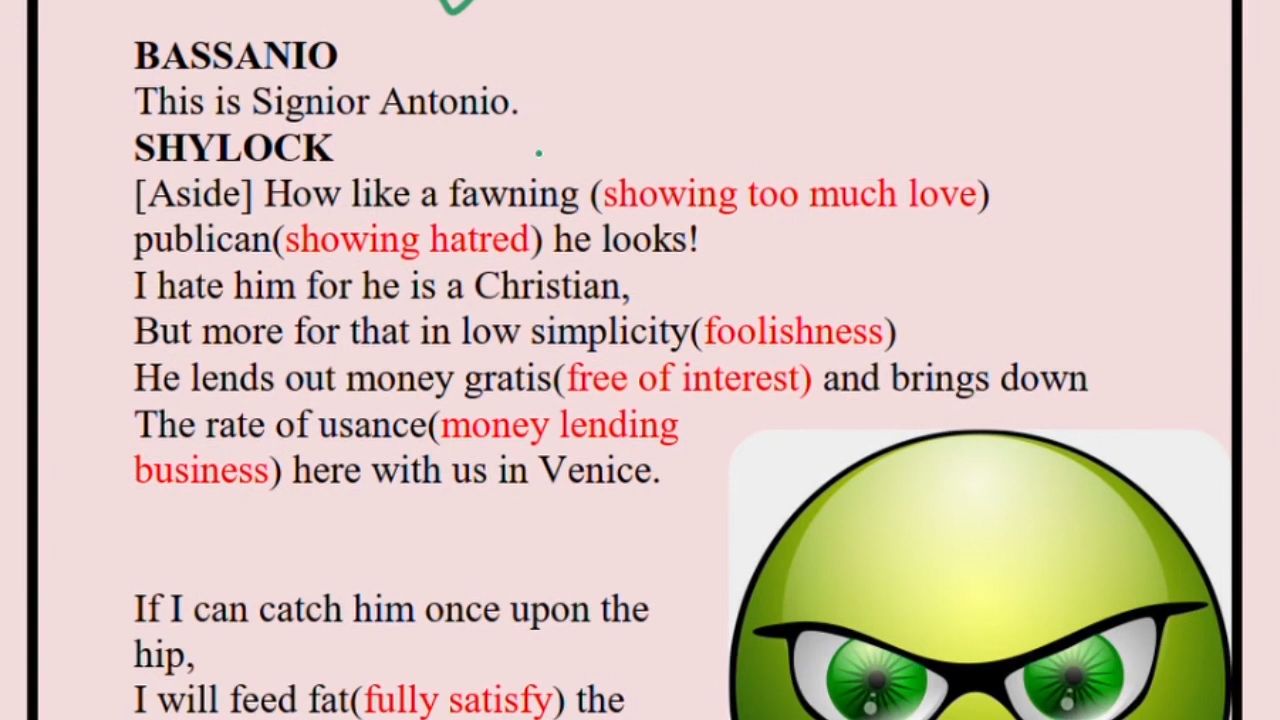 BASSANIO
This is Signior Antonio.
SHYLOCK
[Aside] How like a fawning (showing too much love)
publican(showing hatred) he looks!
I hate him for he is a Christian,
But more for that in low simplicity(foolishness)
He lends out money gratis(free of interest) and brings down
The rate of usance(money lending
business) here with us in Venice.
If I can catch him once upon the
hip,
I will feed fat(fully satisfy) the